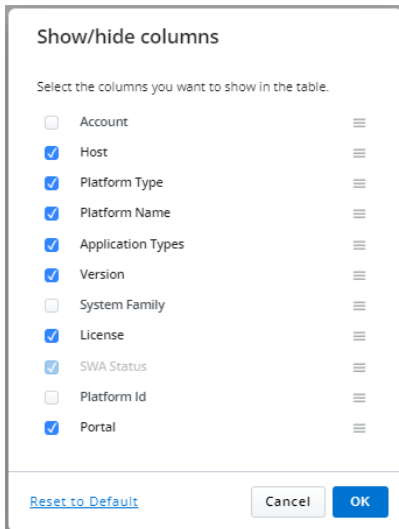 Show/hide columns
Select the columns you want to show in the table.
Account
Host
Platform Type
Platform Name
Application Types
Version
System Family
License
SWA Status
Platform Id
Portal
Reset to Default
Cancel
OK